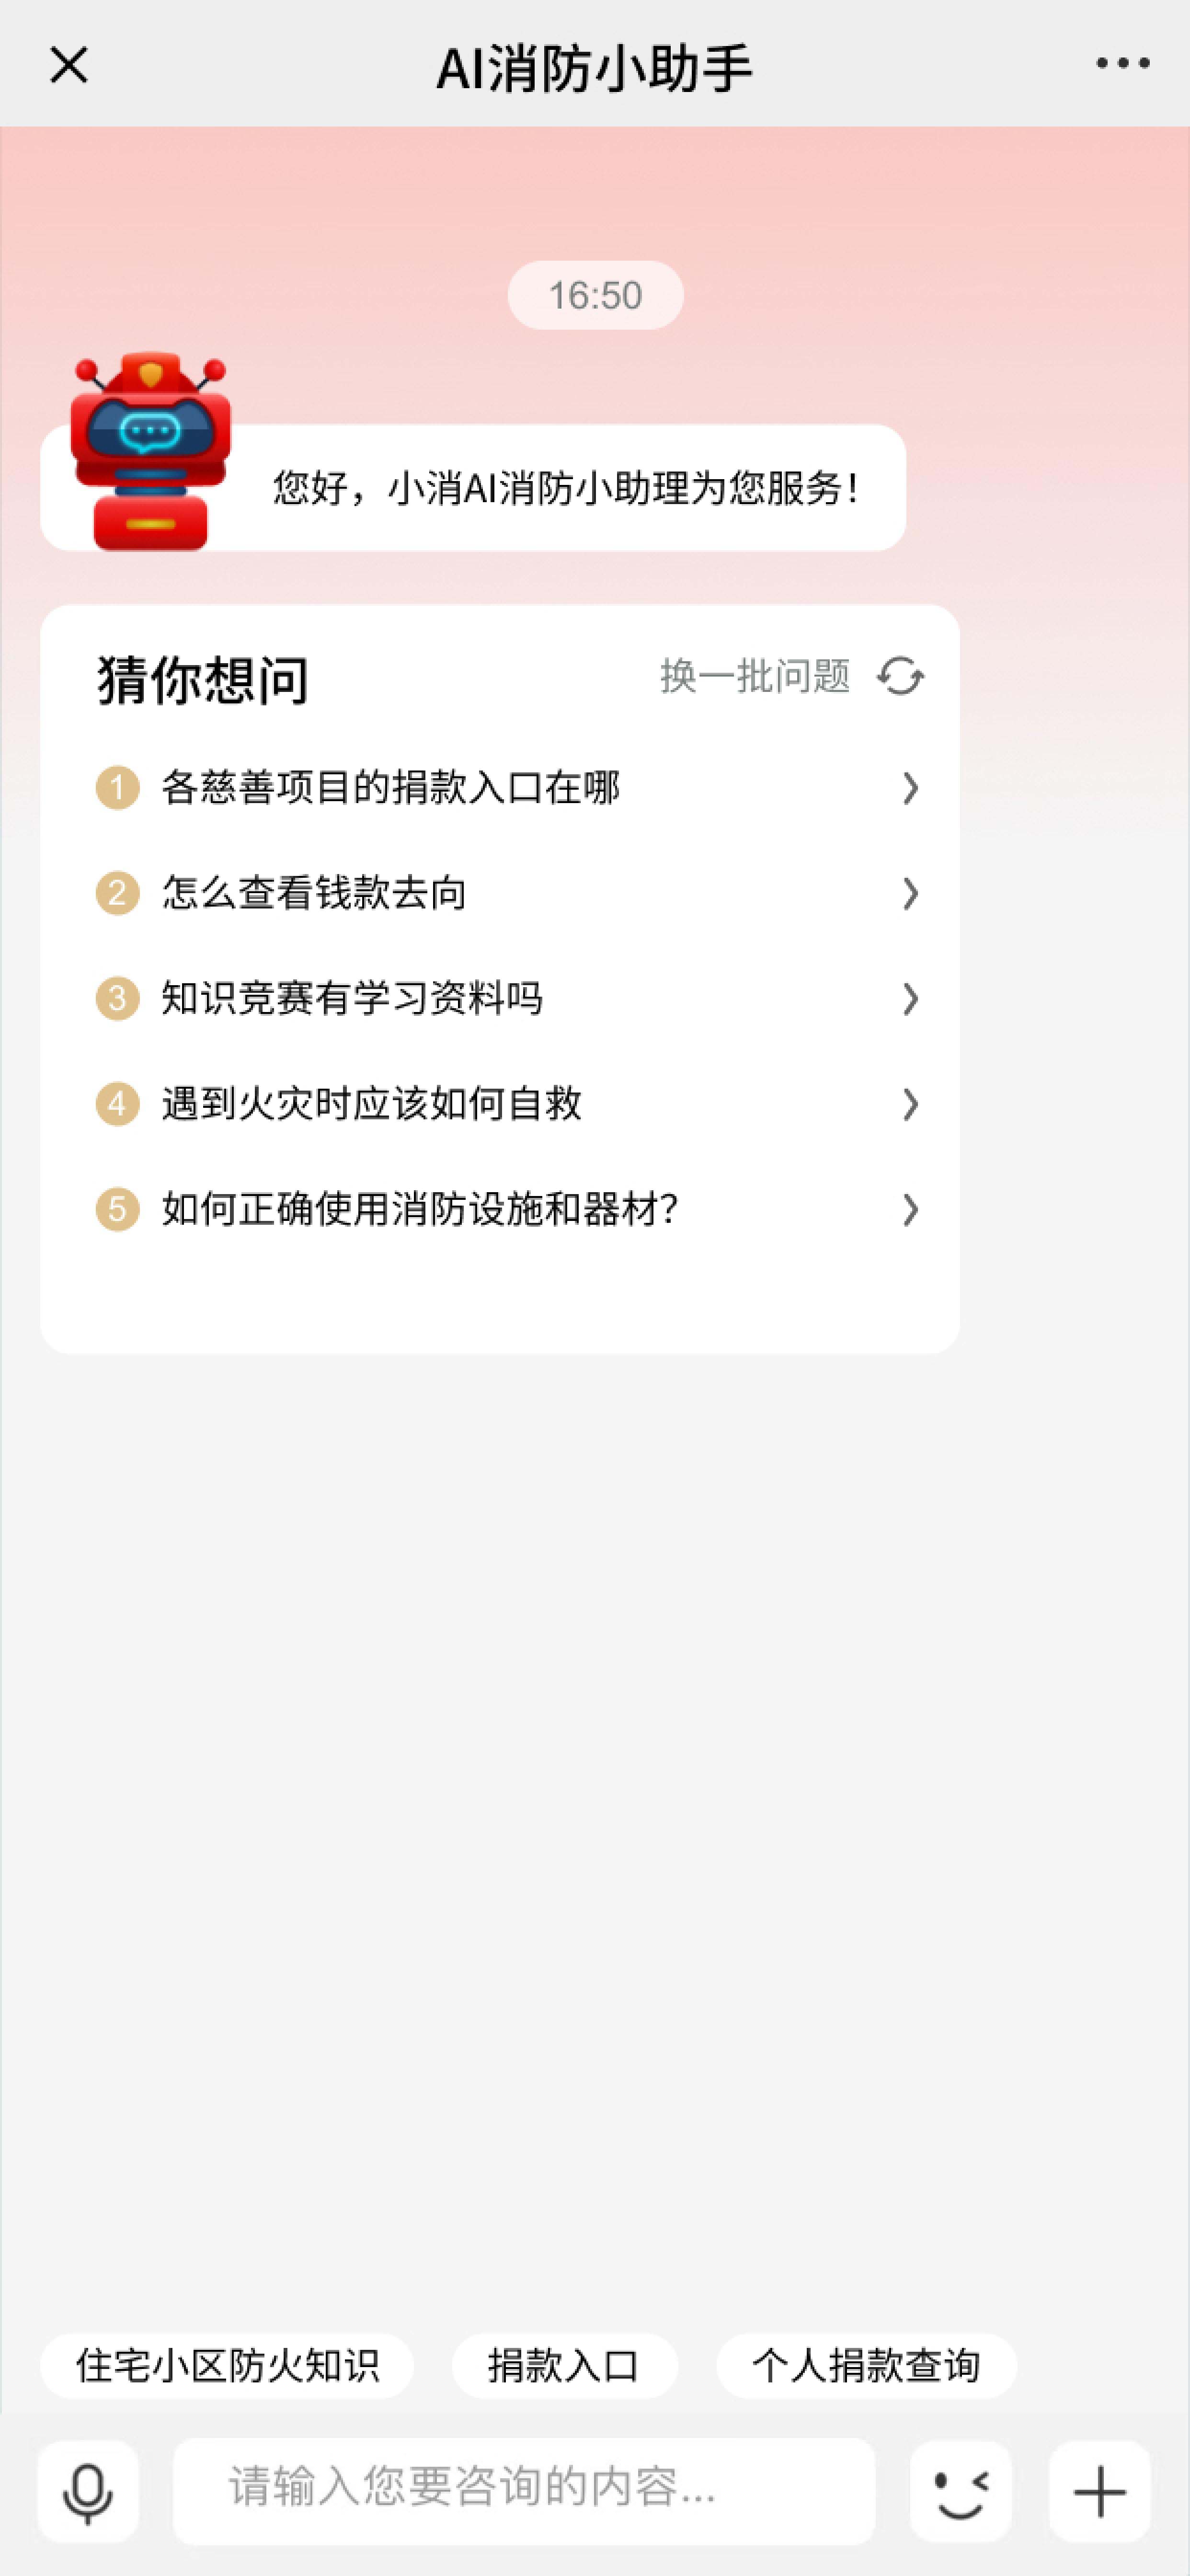 AI消防小助手
16:50
您好，小消AI消防小助理为您服务！
猜你想问
换一批问题
1 各慈善项目的捐款入口在哪
2 怎么查看钱款去向
3 知识竞赛有学习资料吗
4 遇到火灾时应该如何自救
5 如何正确使用消防设施和器材？
住宅小区防火知识 捐款入口 个人捐款查询
请输入您要咨询的内容...